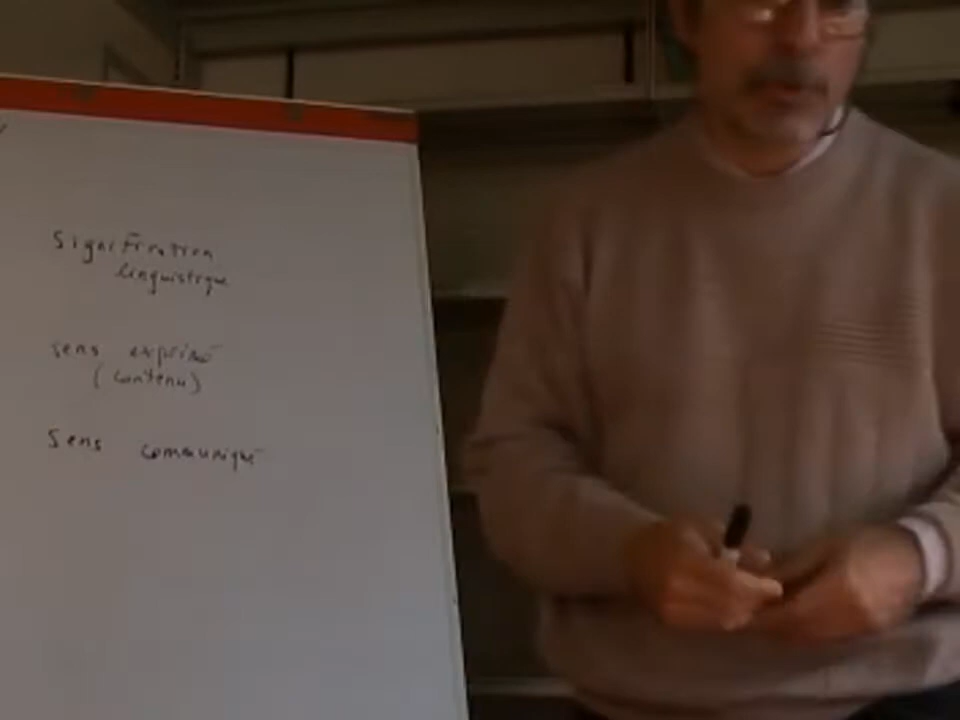 Signification
linguistique
sens exprimé
(contenu)
Sens communiqué